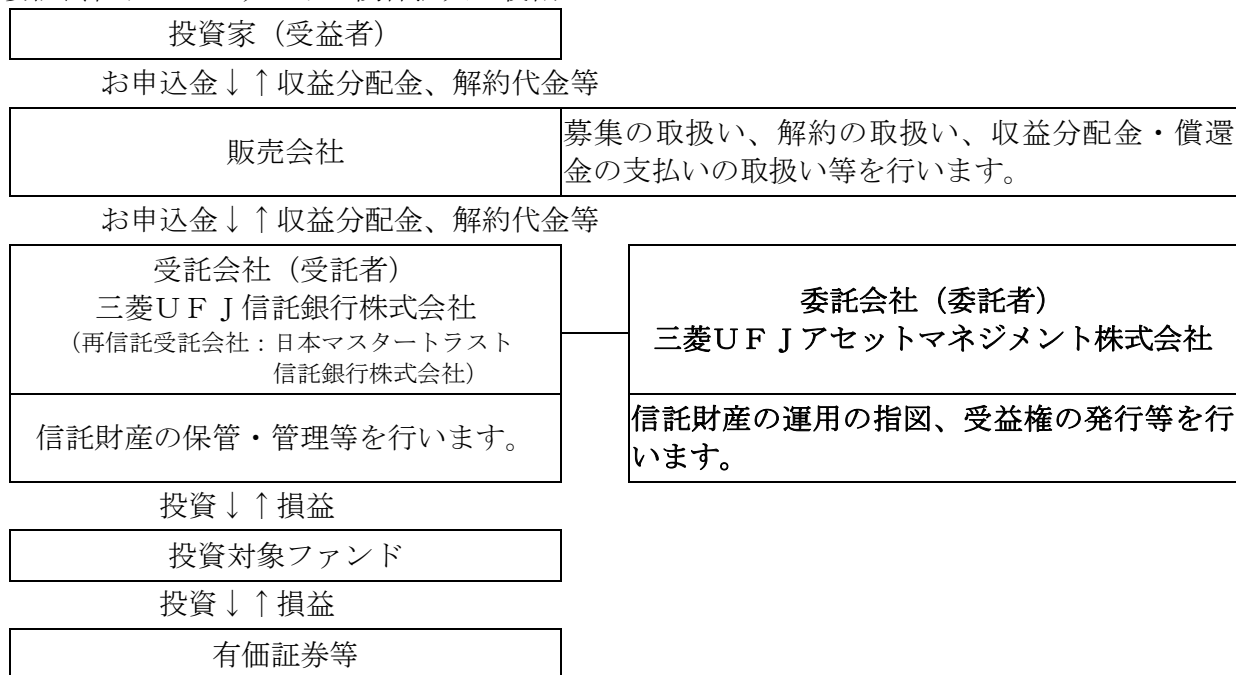 投資家（受益者）
お申込金↓↑収益分配金、解約代金等
販売会社
募集の取扱い、解約の取扱い、収益分配金・償還
金の支払いの取扱い等を行います。
お申込金↓↑収益分配金、解約代金等
受託会社（受託者）
三菱ＵＦＪ信託銀行株式会社
（再信託受託会社：日本マスタートラスト
信託銀行株式会社）
信託財産の保管・管理等を行います。
委託会社（委託者）
三菱ＵＦＪアセットマネジメント株式会社
信託財産の運用の指図、受益権の発行等を行
います。
投資↓↑損益
投資対象ファンド
投資↓↑損益
有価証券等